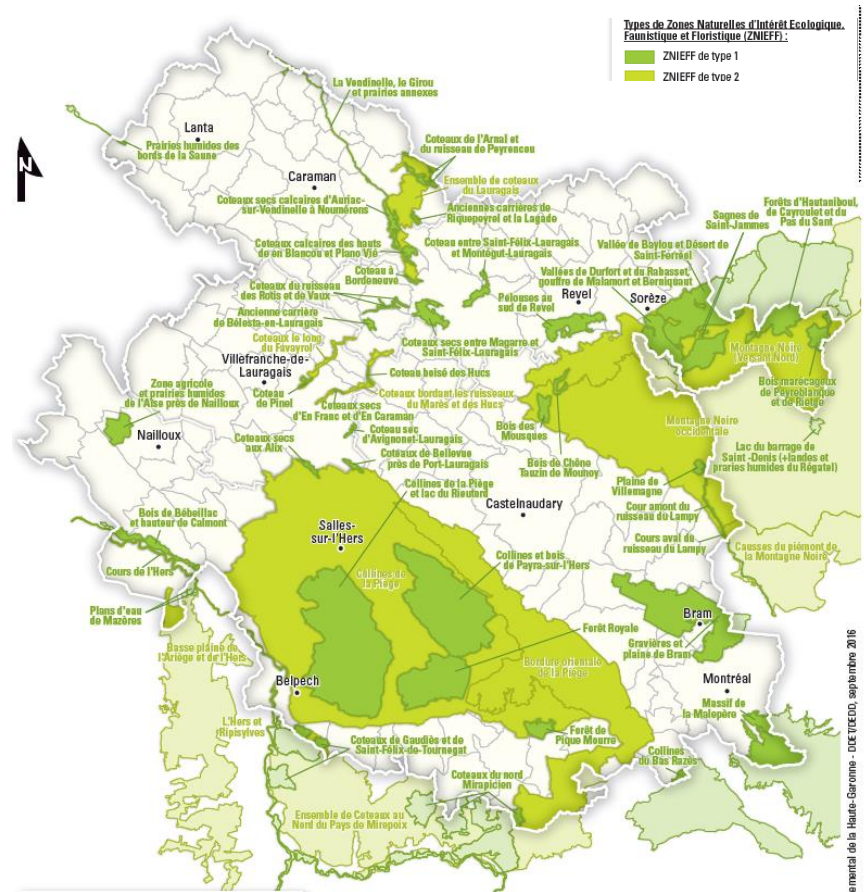 Types de Zones Naturelles d'Intérêt Ecologique,
Faunistique et Floristique (ZNIEFF) :
ZNIEFF de type 1
ZNIEFF de type 2
N
La Vendinelle, le Girou
et prairies annexes
Lanta
Prairies humides des
bords de la Saune
Coteaux de l'Arnal et
du ruisseau de Peyrencou
Caraman
Ensemble de coteaux
du Lauragais
Coteaux secs calcaires d'Auriac-
sur-Vendinelle à Noumérens
Anciennes carrières de
Riquepeyrel et la Lagade
Forêts d'Hautaniboul,
de Cayroulet et du
Pas du Sant
Sagnes de
Saint-Jammes
Coteaux calcaires des hauts
de en Blancou et Plano Vié
Coteau entre Saint-Félix-Lauragais
et Montégut-Lauragais
Vallée de Baylou et Désert de
Saint-Ferréol
Coteau à
Bordeneuve
Vallées de Durfort et du Rabasset,
gouffre de Malamort et Berniquaut
Coteaux du ruisseau
des Rotis et de Vaux
Pelouses au
sud de Revel
Revel
Sorèze
Ancienne carrière
de Bélesta-en-Lauragais
Coteaux le long
du Favayrol
Coteaux secs entre Magarre et
Saint-Félix-Lauragais
Montagne Noire
(Versant Nord)
Villefranche-de-
Lauragais
Coteau boisé des Hucs
Zone agricole
et prairies humides
de l'Aïse près de Nailloux
Coteau
de Pinel
Coteaux bordant les ruisseaux
du Marès et des Hucs
Bois marécageux
de Peyreblanque
et de Rietge
Coteaux secs
d'En Franc et d'En Caraman
Montagne Noire
occidentale
Nailloux
Coteau sec
d'Avignonet-Lauragais
Bois des
Mousques
Coteaux secs
aux Alix
Lac du barrage de
Saint -Denis (+landes et
praries humides du Régatel)
Coteaux de Bellevue
près de Port-Lauragais
Bois de Chêne
Tauzin de Mounoy
Collines de la Piège
et lac du Rieutord
Plaine de
Villemagne
Bois de Bébeillac
et hauteur de Calmont
Castelnaudary
Cour amont du
ruisseau du Lampy
Salles-
sur-l'Hers
Cours aval du
ruisseau du Lampy
Causses du piémont de
la Montagne Noire
Cours de l'Hers
Collines et bois
de Payra-sur-l'Hers
Collines de
la Piège
Plans d'eau
de Mazères
Bram
Forêt Royale
Gravières et
plaine de Bram
Basse plaine de
l'Ariège et de l'Hers
Bordure orientale
de la Piège
Belpech
Montréal
Massif de
la Malepère
L'Hers et
Ripisylves
Coteaux de Gaudiès et de
Saint-Félix-de-Tournegat
Forêt de
Pique Mourre
Collines
du Bas Razès
Coteaux du nord
Mirapicien
Ensemble de Coteaux au
Nord du Pays de Mirepoix
de la Haute-Garonne - DDET/DEDD, septembre 2016